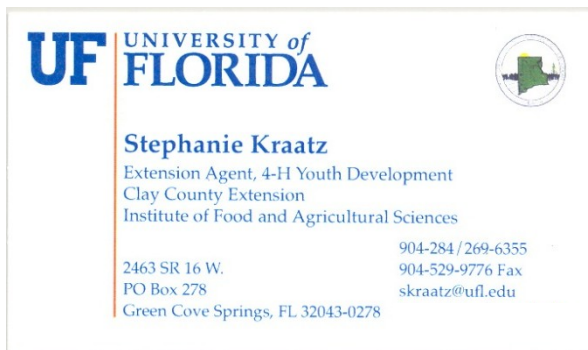 UF
UNIVERSITY of
FLORIDA
Stephanie Kraatz
Extension Agent, 4-H Youth Development
Clay County Extension
Institute of Food and Agricultural Sciences
904-284/269-6355
2463 SR 16 W.
904-529-9776 Fax
PO Box 278
skraatz@ufl.edu
Green Cove Springs, FL 32043-0278